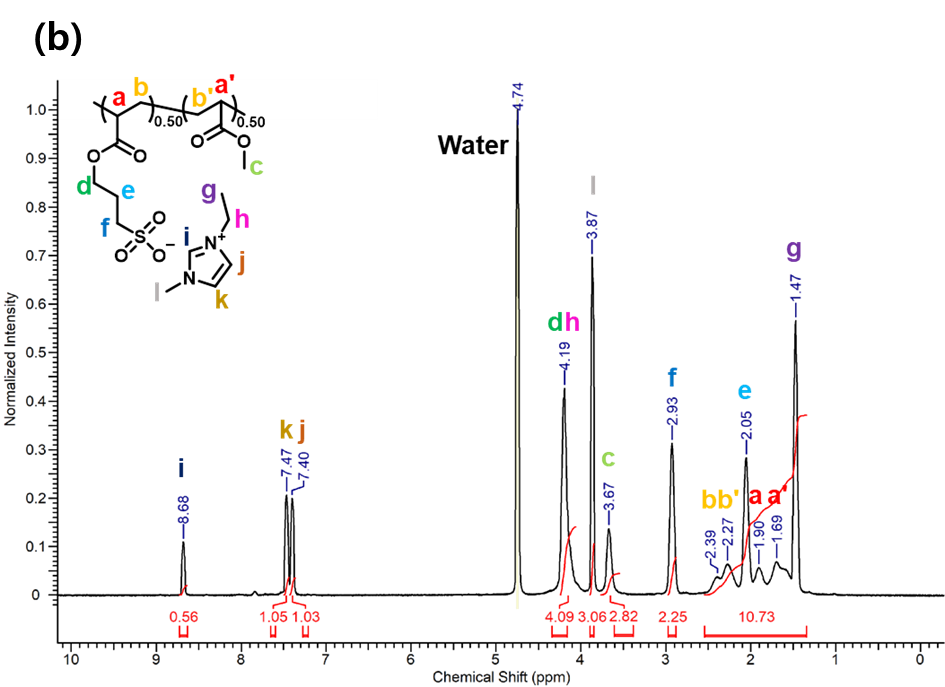 (b)
a b b' a'
0.50 0.50
O O O O
c
d e g
f h
S O O O − i N + j
N
l k
Water
4.74
l
3.87
g
1.47
d h
4.19
f
2.93
e
2.05
k j
7.47 7.40
i
8.68
c
3.67
b b' a a'
2.39 2.27 1.90 1.69
Normalized Intensity
1.0
0.9
0.8
0.7
0.6
0.5
0.4
0.3
0.2
0.1
0
0.56 1.05 1.03 4.09 3.06 2.82 2.25 10.73
10 9 8 7 6 5 4 3 2 1 0
Chemical Shift (ppm)